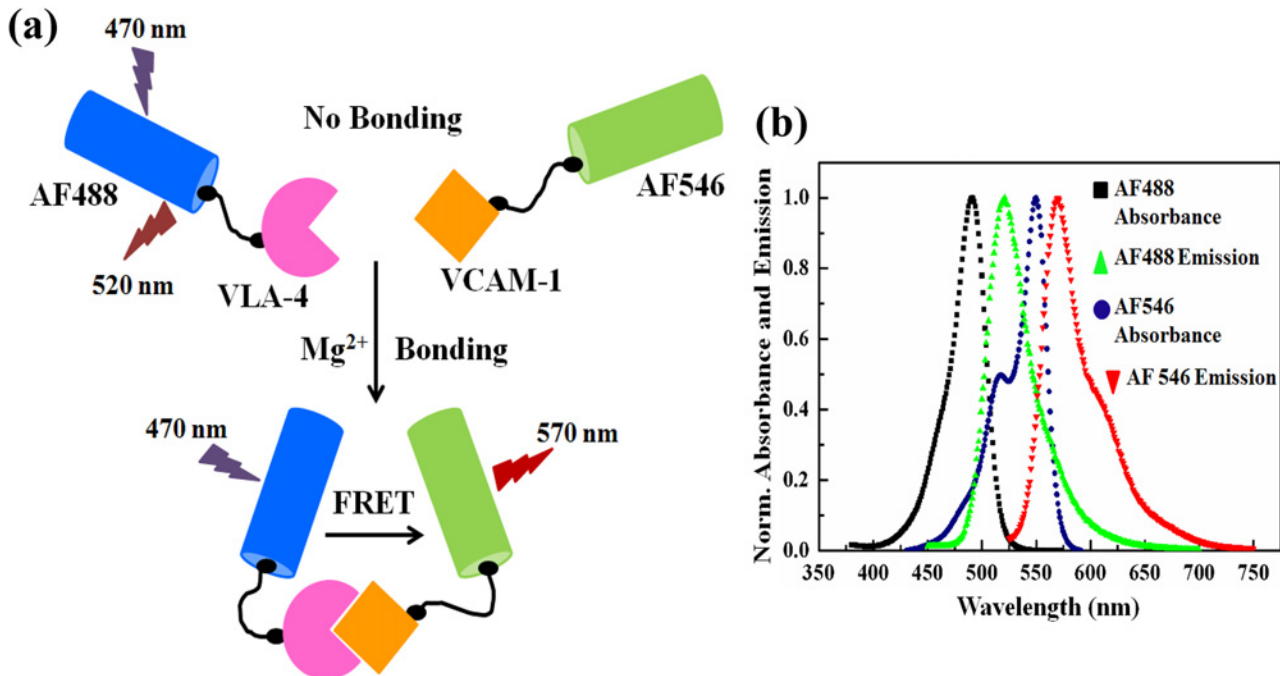 (a)
470 nm
No Bonding
AF488
AF546
520 nm
VLA-4
VCAM-1
Mg²⁺ Bonding
470 nm
570 nm
FRET
(b)
Norm. Absorbance and Emission
1.0
0.8
0.6
0.4
0.2
0.0
350 400 450 500 550 600 650 700 750
Wavelength (nm)
AF488
Absorbance
AF488 Emission
AF546
Absorbance
AF 546 Emission